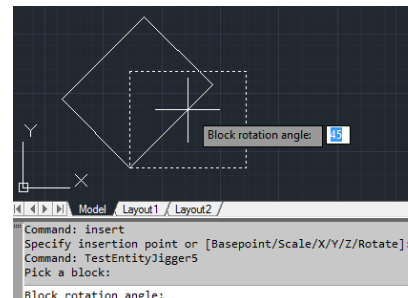 Y
Block rotation angle: 45
X
Model Layout1 Layout2
Command: insert
Specify insertion point or [Basepoint/Scale/X/Y/Z/Rotate]:
Command: TestEntityJigger5
Pick a block:
Block rotation angle: